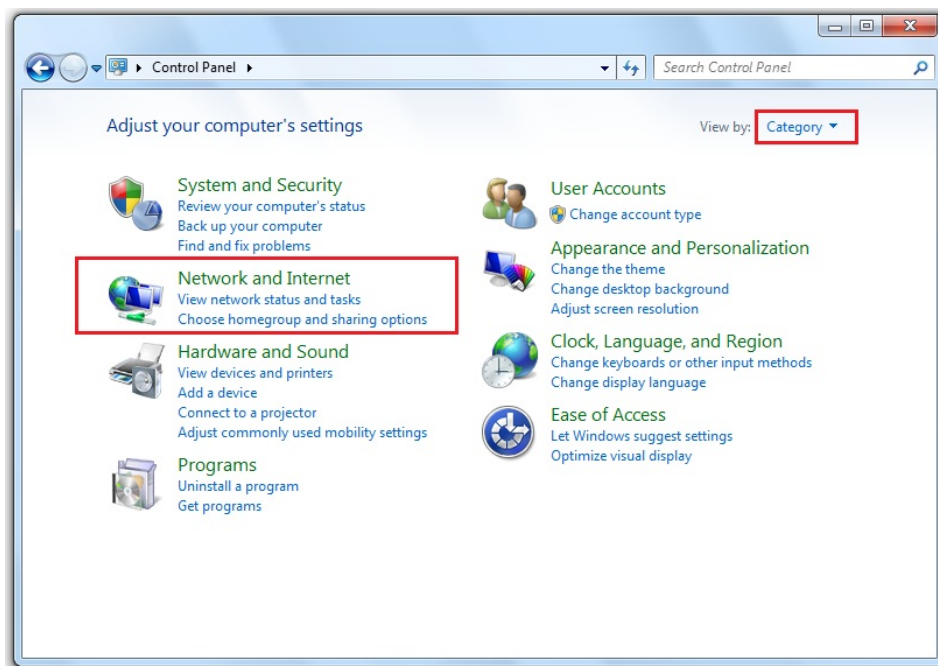 Control Panel
Search Control Panel
Adjust your computer's settings
View by: Category
System and Security
Review your computer's status
Back up your computer
Find and fix problems
Network and Internet
View network status and tasks
Choose homegroup and sharing options
Hardware and Sound
View devices and printers
Add a device
Connect to a projector
Adjust commonly used mobility settings
Programs
Uninstall a program
Get programs
User Accounts
Change account type
Appearance and Personalization
Change the theme
Change desktop background
Adjust screen resolution
Clock, Language, and Region
Change keyboards or other input methods
Change display language
Ease of Access
Let Windows suggest settings
Optimize visual display